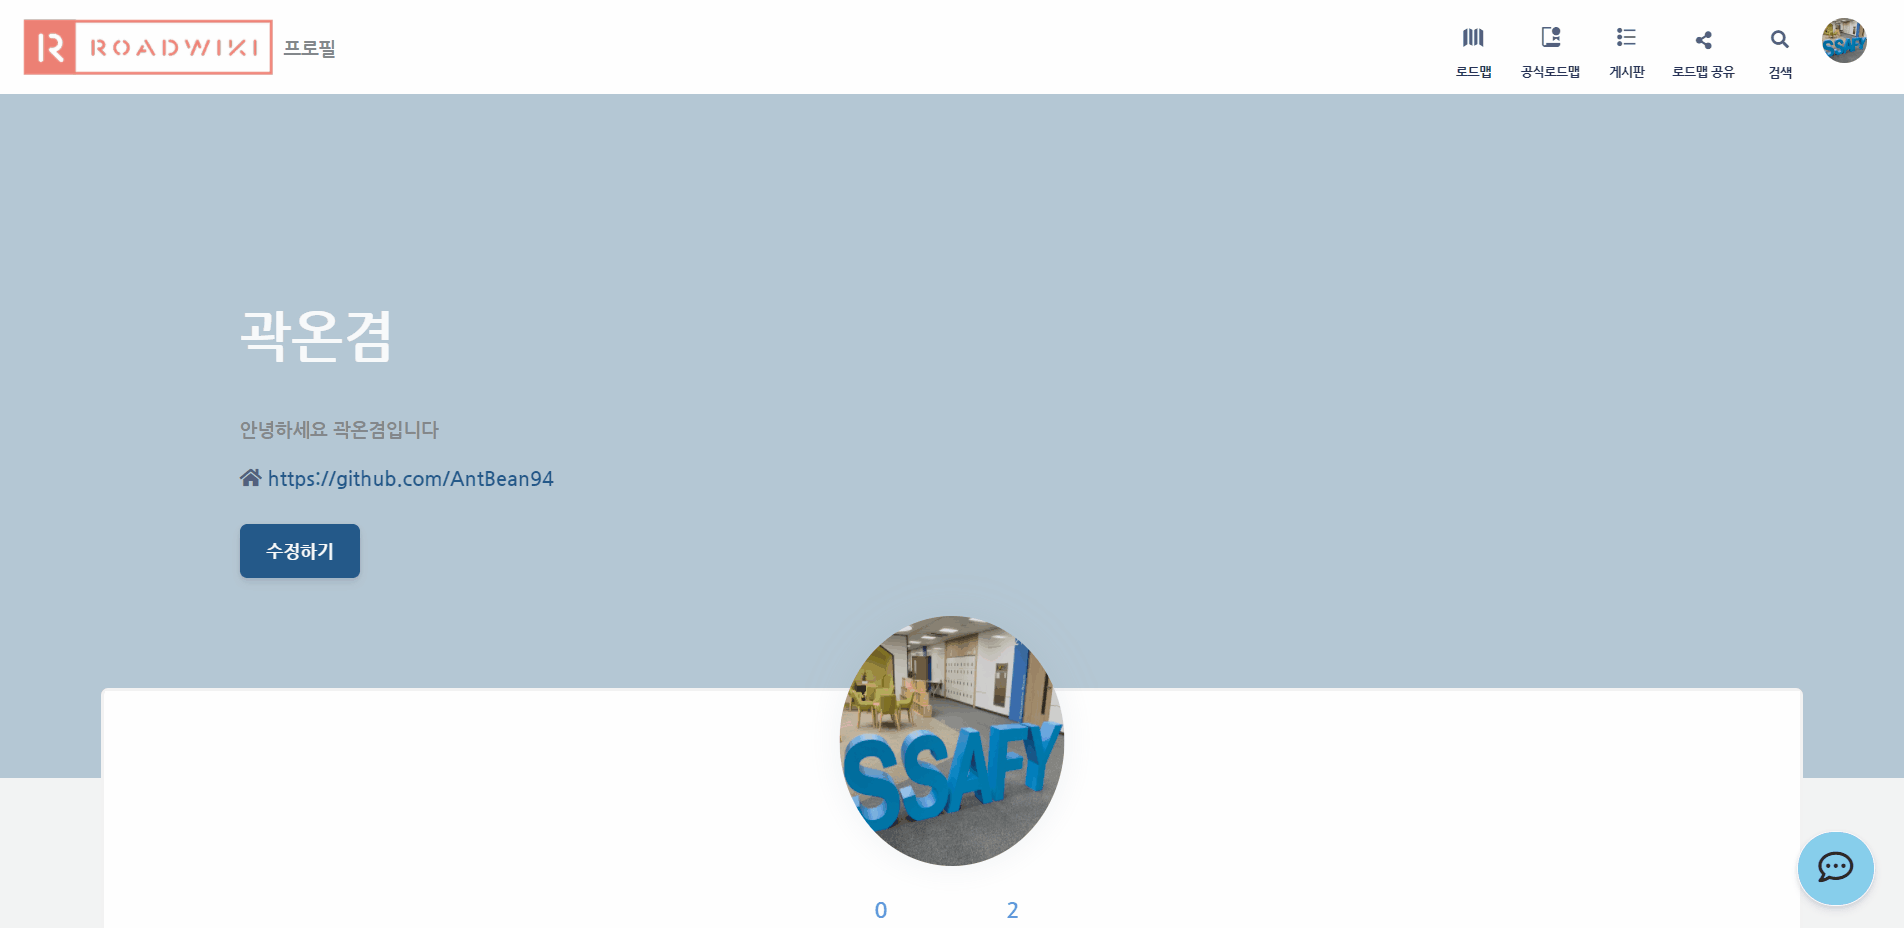 R ROADWIKI 프로필
로드맵 공식로드맵 게시판 로드맵 공유 검색
곽온겸
안녕하세요 곽온겸입니다
https://github.com/AntBean94
수정하기
SSAFY
0 2